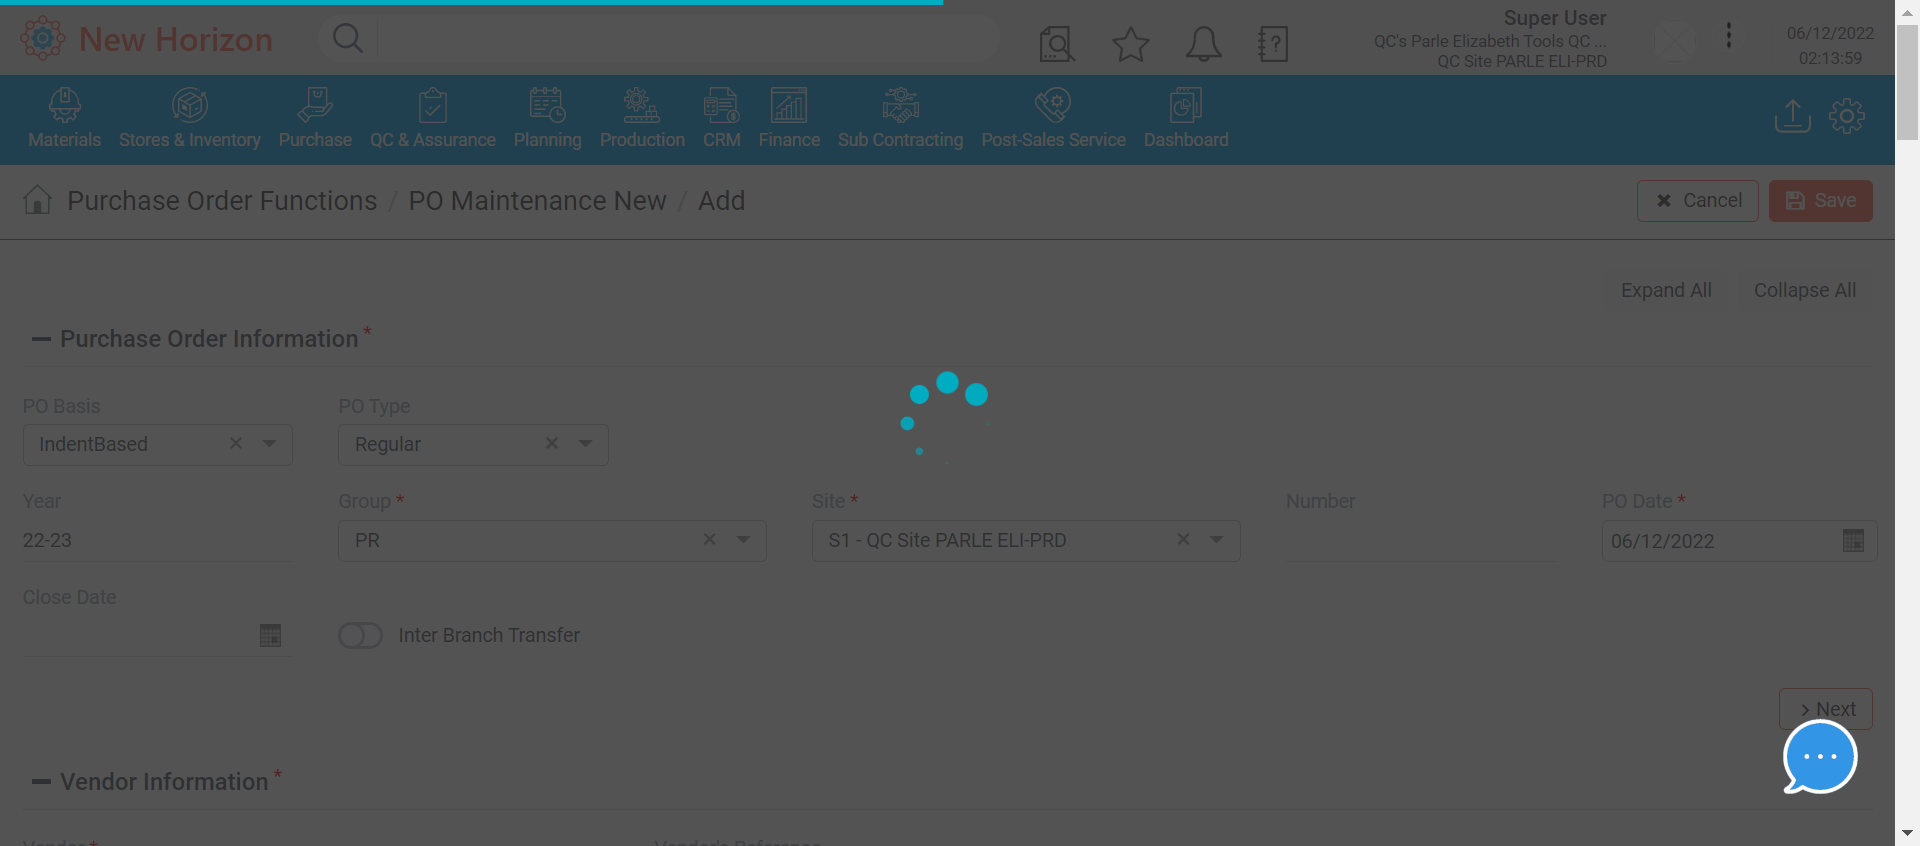 New Horizon
Super User
QC's Parle Elizabeth Tools QC ...
QC Site PARLE ELI-PRD
06/12/2022
02:13:59
Materials
Stores & Inventory
Purchase
QC & Assurance
Planning
Production
CRM
Finance
Sub Contracting
Post-Sales Service
Dashboard
Purchase Order Functions / PO Maintenance New / Add
Cancel
Save
Expand All
Collapse All
Purchase Order Information *
PO Basis
PO Type
IndentBased
Regular
Year
Group *
Site *
Number
PO Date *
22-23
PR
S1 - QC Site PARLE ELI-PRD
06/12/2022
Close Date
Inter Branch Transfer
Next
Vendor Information *
Vendor *
Vendor's Reference